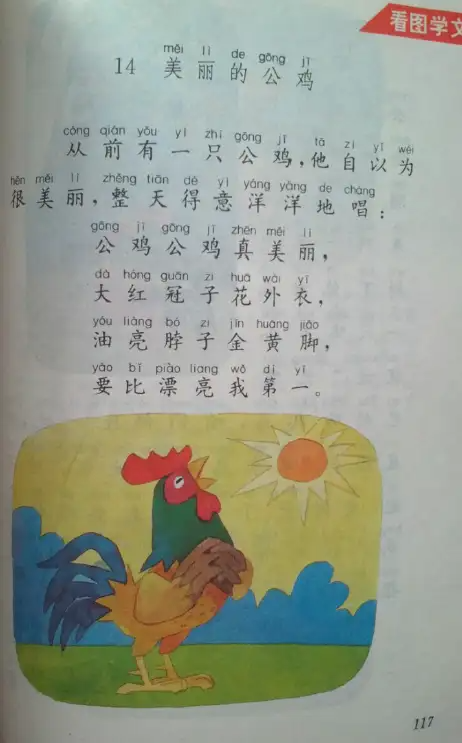 看图学文
měi lì de gōng jī
14 美丽的公鸡
cóng qián yǒu yì zhī gōng jī, tā zì yǐ wéi
从前有一只公鸡,他自以为
hěn měi lì zhěng tiān dé yì yáng yáng de chàng
很美丽,整天得意洋洋地唱:
gōng jī gōng jī zhēn měi lì
公鸡公鸡真美丽,
dà hóng guān zi huā wài yī
大红冠子花外衣,
yóu liàng bó zi jīn huáng jiǎo
油亮脖子金黄脚,
yào bǐ piào liang wǒ dì yī
要比漂亮我第一。
117